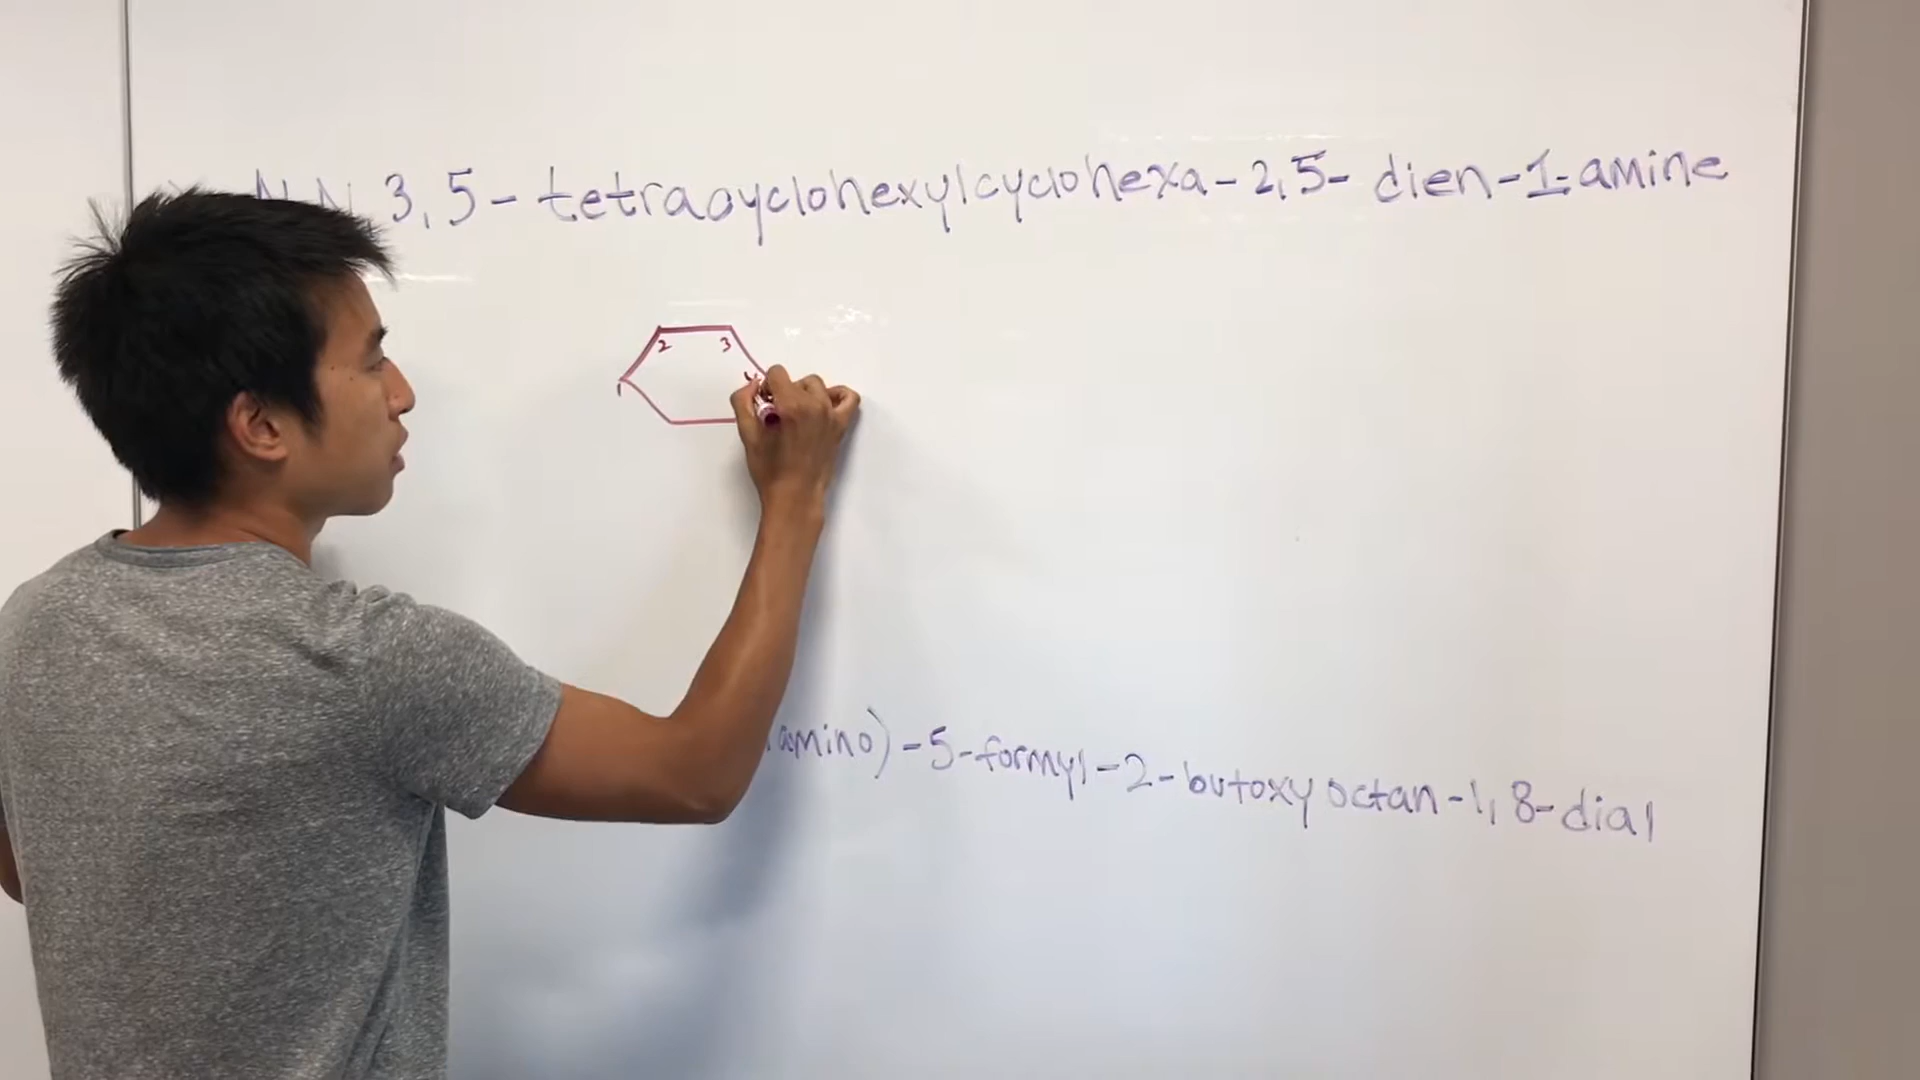 N,N,3,5-tetracyclohexylcyclohexa-2,5-dien-1-amine
2 3
1 4
amino)-5-formyl-2-butoxyoctan-1,8-dial